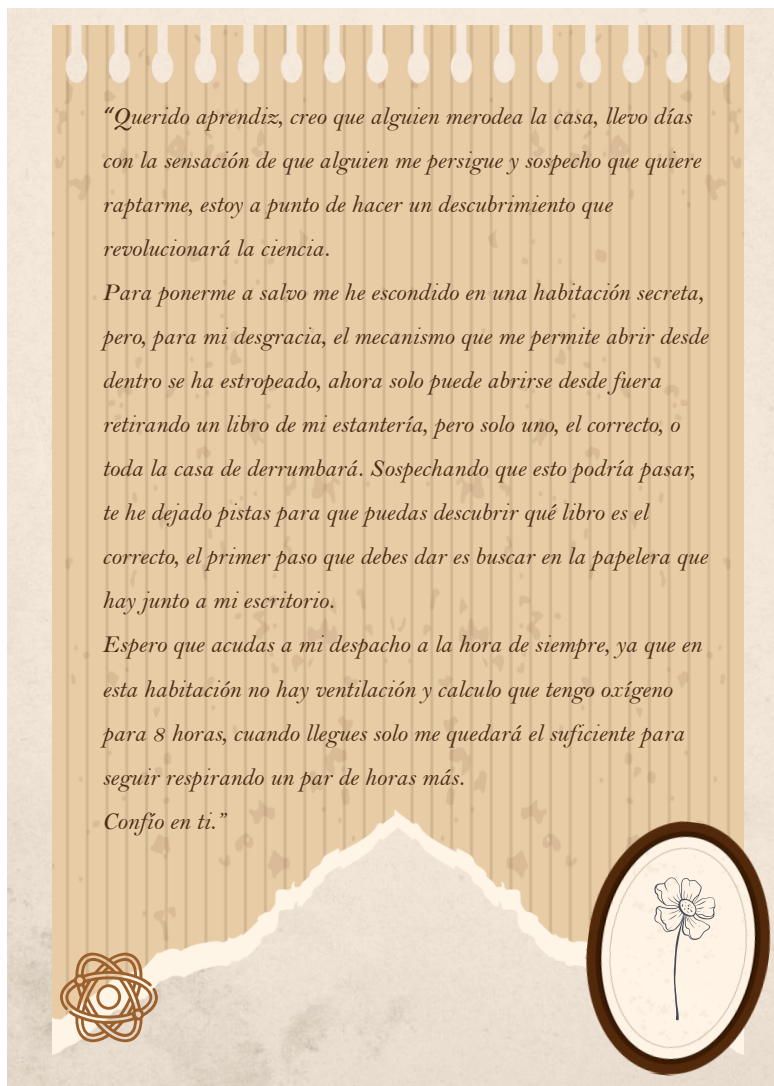 “Querido aprendiz, creo que alguien merodea la casa, llevo días
con la sensación de que alguien me persigue y sospecho que quiere
raptarme, estoy a punto de hacer un descubrimiento que
revolucionará la ciencia.
Para ponerme a salvo me he escondido en una habitación secreta,
pero, para mi desgracia, el mecanismo que me permite abrir desde
dentro se ha estropeado, ahora solo puede abrirse desde fuera
retirando un libro de mi estantería, pero solo uno, el correcto, o
toda la casa de derrumbará. Sospechando que esto podría pasar,
te he dejado pistas para que puedas descubrir qué libro es el
correcto, el primer paso que debes dar es buscar en la papelera que
hay junto a mi escritorio.
Espero que acudas a mi despacho a la hora de siempre, ya que en
esta habitación no hay ventilación y calculo que tengo oxígeno
para 8 horas, cuando llegues solo me quedará el suficiente para
seguir respirando un par de horas más.
Confío en ti.”